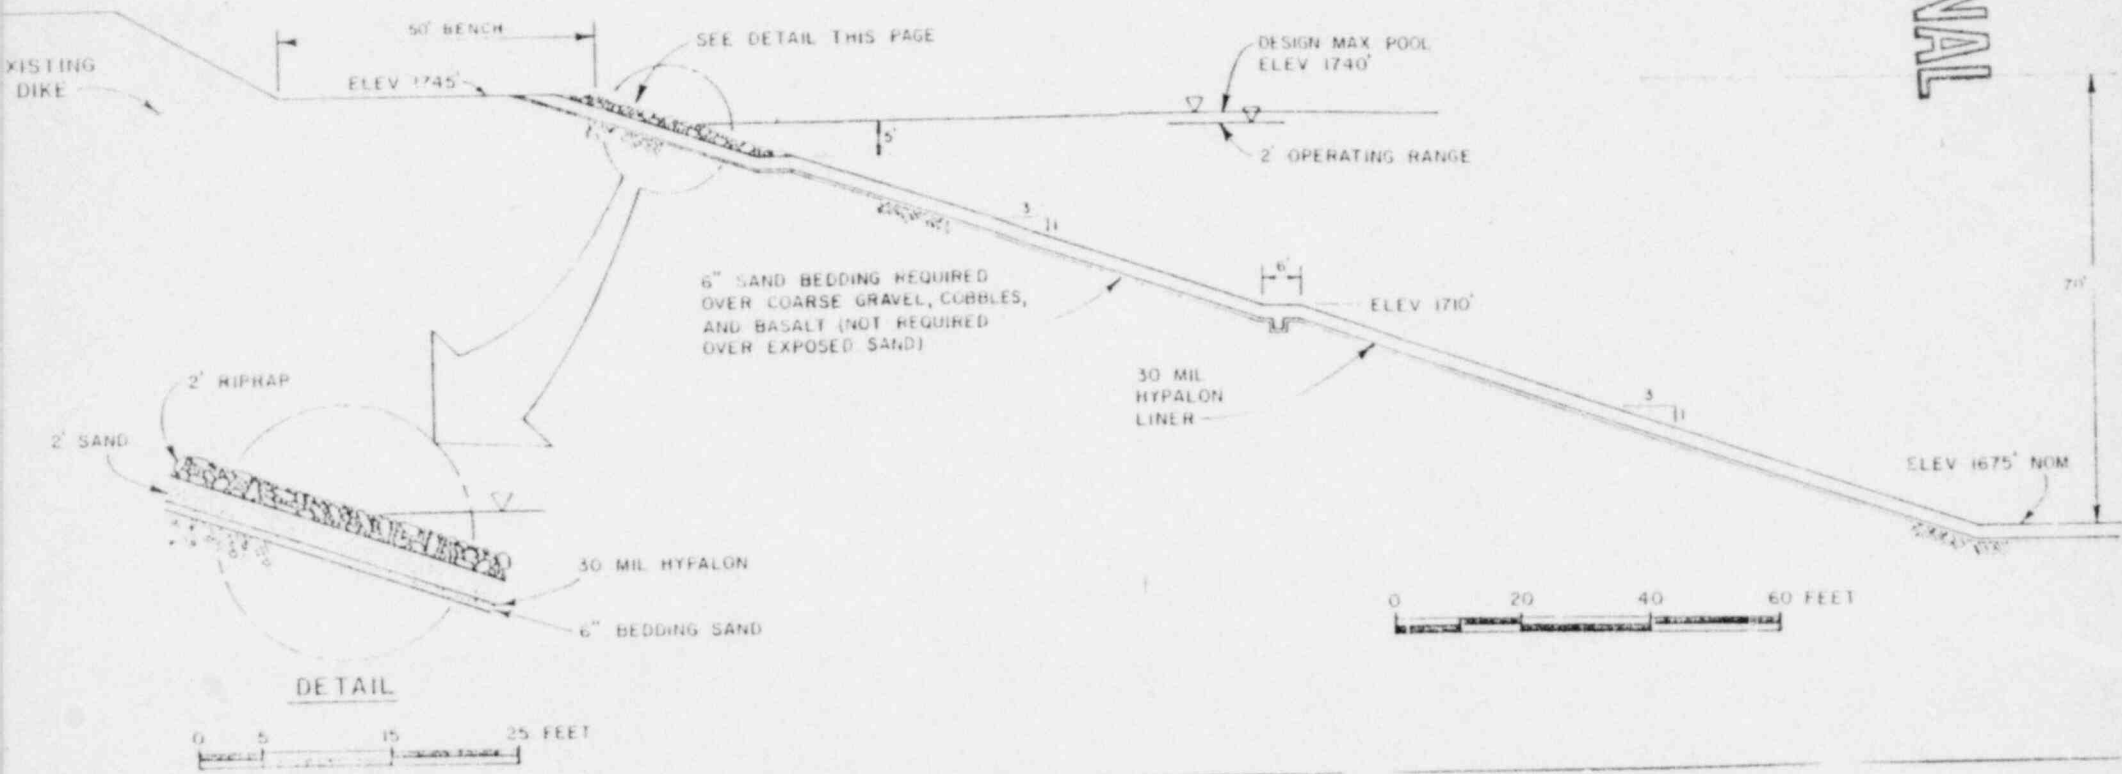 50' BENCH
SEE DETAIL THIS PAGE
DESIGN MAX POOL
ELEV 1740'
XISTING
DIKE
ELEV 1745'
5'
2' OPERATING RANGE
3
1
6'
70'
6" SAND BEDDING REQUIRED
OVER COARSE GRAVEL, COBBLES,
AND BASALT (NOT REQUIRED
OVER EXPOSED SAND)
ELEV 1710'
30 MIL
HYPALON
LINER
3
1
2' RIPRAP
2' SAND
ELEV 1675' NOM
30 MIL HYPALON
6" BEDDING SAND
0 20 40 60 FEET
DETAIL
0 5 15 25 FEET
NAL